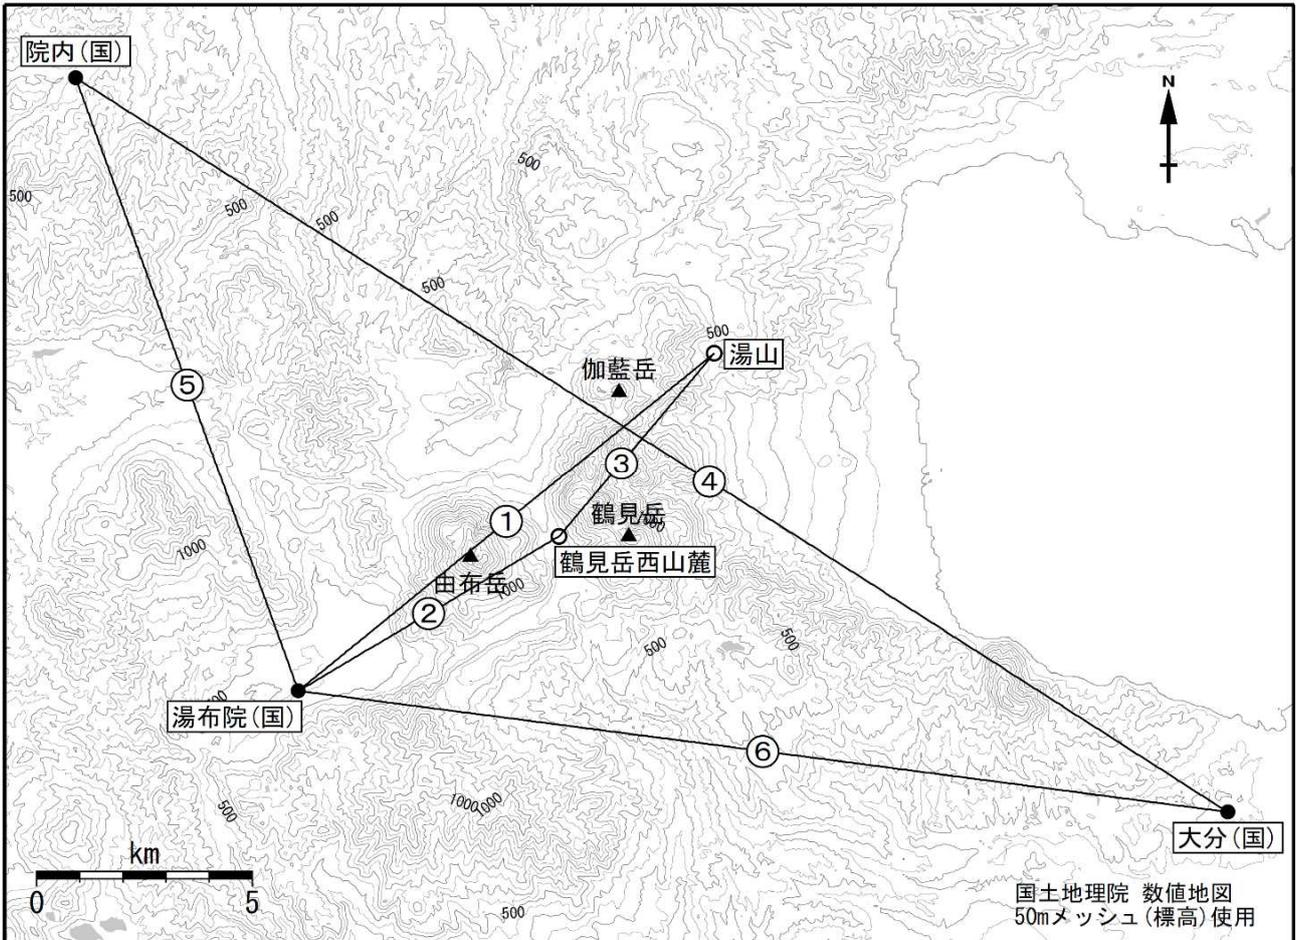 院内(国)
N
500
500
500
500
500
500
湯山
伽藍岳
⑤
③
④
鶴見岳
①
鶴見岳西山麓
1000
由布岳
1000
②
500
500
湯布院(国)
⑥
500
1000
1000
km
0
5
大分(国)
500
国土地理院 数値地図
50mメッシュ(標高)使用